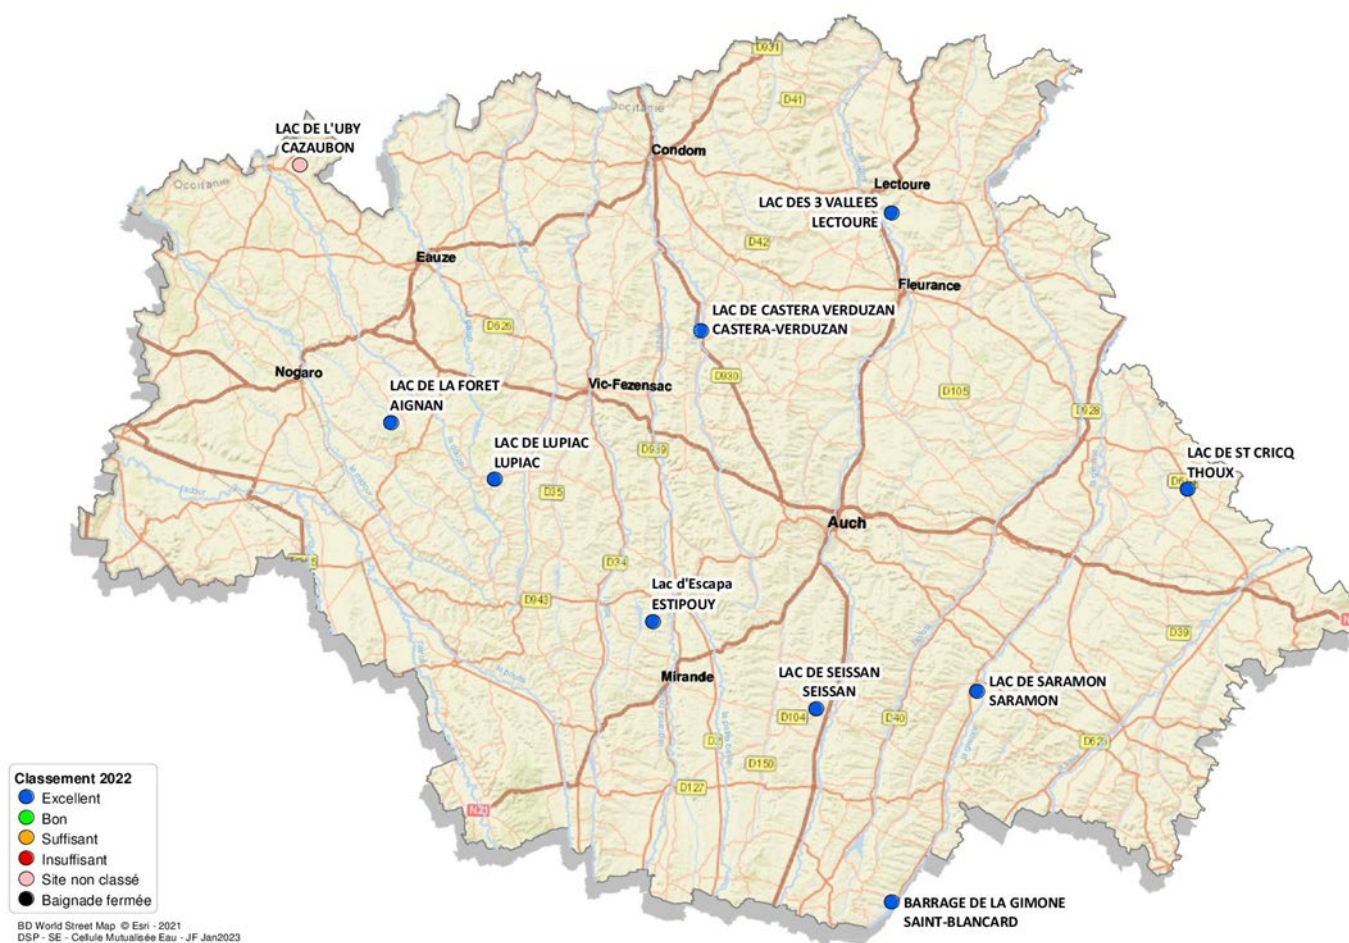 D931
D41
Occitanie
LAC DE L'UBY
CAZAUBON
Condom
Occitanie
Lectoure
LAC DES 3 VALLEES
LECTOURE
D42
Eauze
Fleurance
LAC DE CASTERA VERDUZAN
CASTERA-VERDUZAN
D626
Nogaro
Vic-Fezensac
D930
LAC DE LA FORET
AIGNAN
D105
D928
LAC DE LUPIAC
LUPIAC
LAC DE ST CRICQ
THOUX
D35
Auch
D34
Lac d'Escapa
ESTIPOUY
D943
D39
Mirande
LAC DE SEISSAN
SEISSAN
LAC DE SARAMON
SARAMON
D104
D40
D150
D127
N21
Classement 2022
Excellent
Bon
Suffisant
Insuffisant
Site non classé
Baignade fermée
BARRAGE DE LA GIMONE
SAINT-BLANCARD
BD World Street Map © Esri - 2021
DSP - SE - Cellule Mutualisée Eau - JF Jan2023